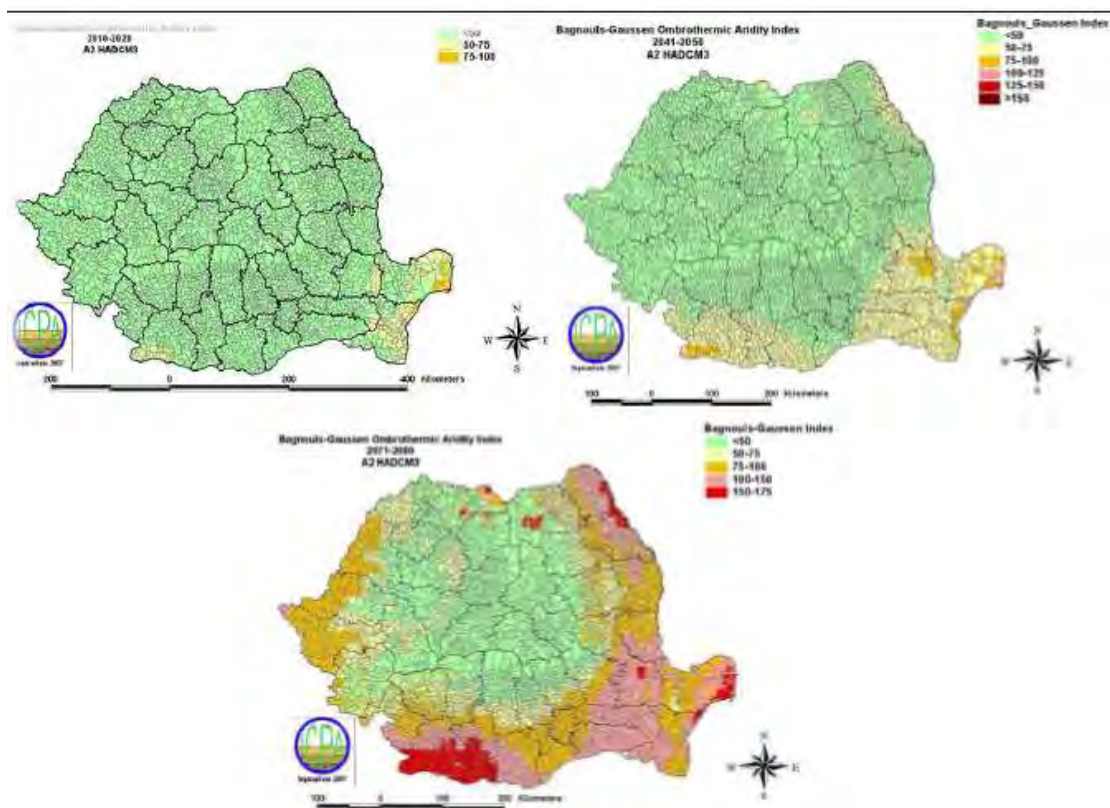 2010-2020
A2 HADCM3
<50
50-75
75-100
N
W E
S
200 0 200 400 Kilometers
Bagnouls-Gaussen Ombrothermic Aridity Index
2041-2050
A2 HADCM3
Bagnouls_Gaussen Index
<50
50-75
75-100
100-125
125-150
>150
N
W E
S
100 0 100 200 Kilometers
Bagnouls-Gaussen Ombrothermic Aridity Index
A2 HADCM3
Bagnouls-Gaussen Index
<50
50-75
75-100
100-150
150-175
N
W E
S
100 0 100 200 Kilometers